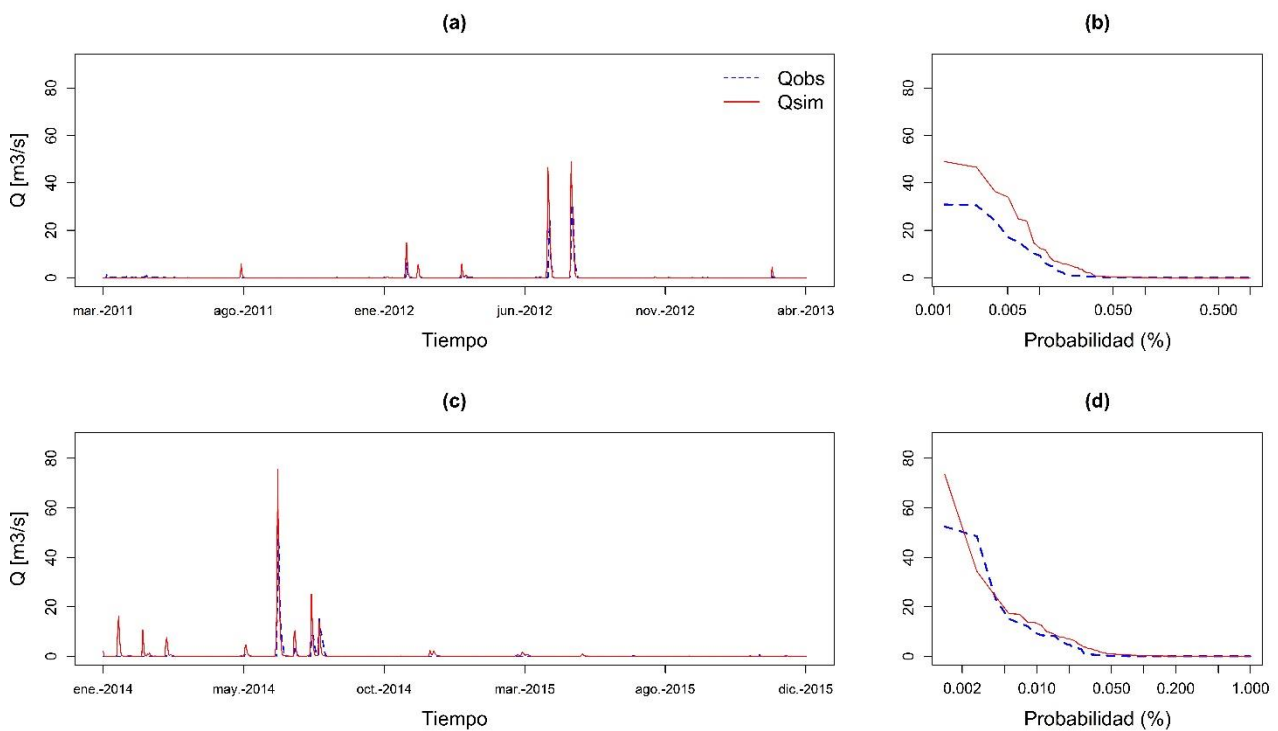 (a)
Q [m3/s]
80
60
40
20
0
Qobs
Qsim
mar.-2011 ago.-2011 ene.-2012 jun.-2012 nov.-2012 abr.-2013
Tiempo
(b)
80
60
40
20
0
0.001 0.005 0.050 0.500
Probabilidad (%)
(c)
Q [m3/s]
80
60
40
20
0
ene.-2014 may.-2014 oct.-2014 mar.-2015 ago.-2015 dic.-2015
Tiempo
(d)
80
60
40
20
0
0.002 0.010 0.050 0.200 1.000
Probabilidad (%)